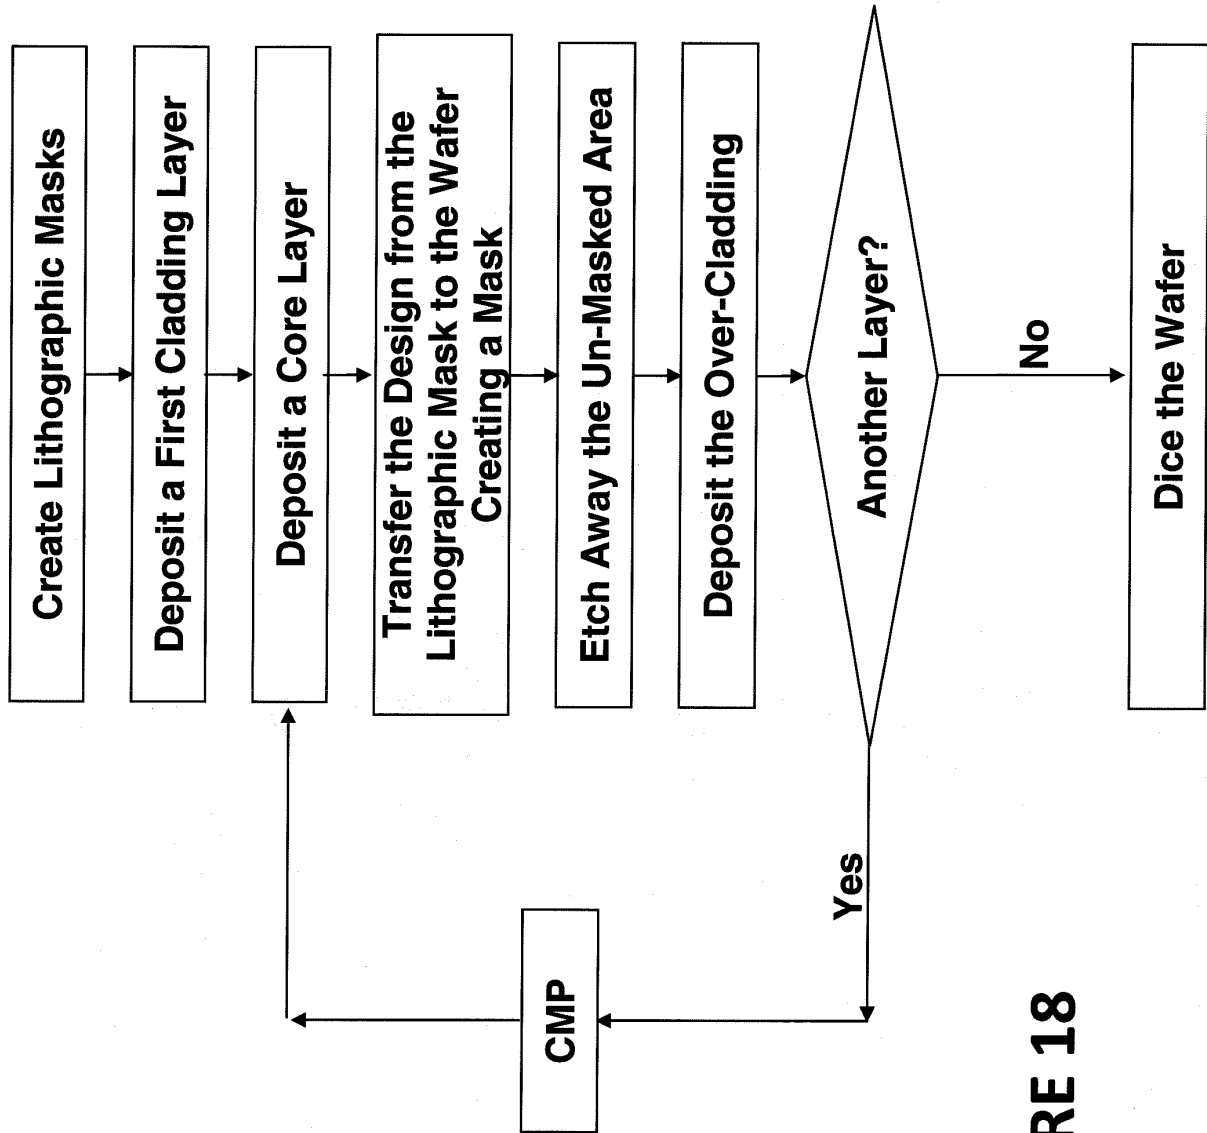 Create Lithographic Masks
Deposit a First Cladding Layer
Deposit a Core Layer
Transfer the Design from the
Lithographic Mask to the Wafer
Creating a Mask
Etch Away the Un-Masked Area
Deposit the Over-Cladding
Another Layer?
Yes
CMP
No
Dice the Wafer
RE 18